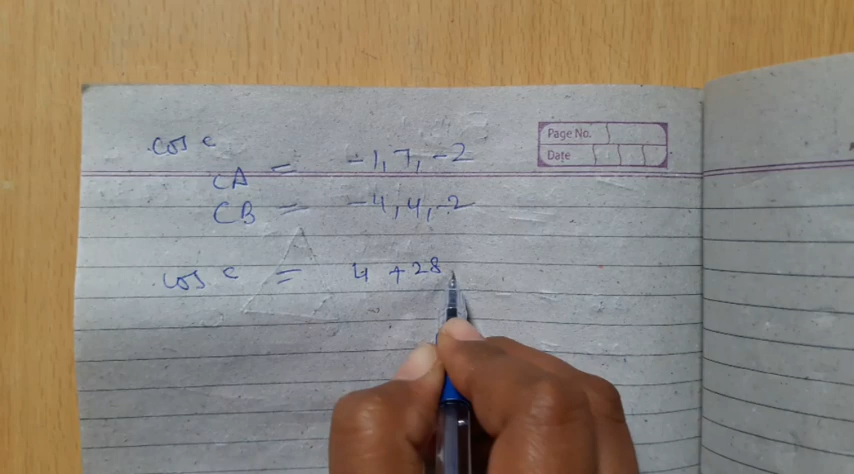 cos c
Page No.
Date
CA = -1, 7, -2
CB = -4, 4, -2
cos c = 4 + 28